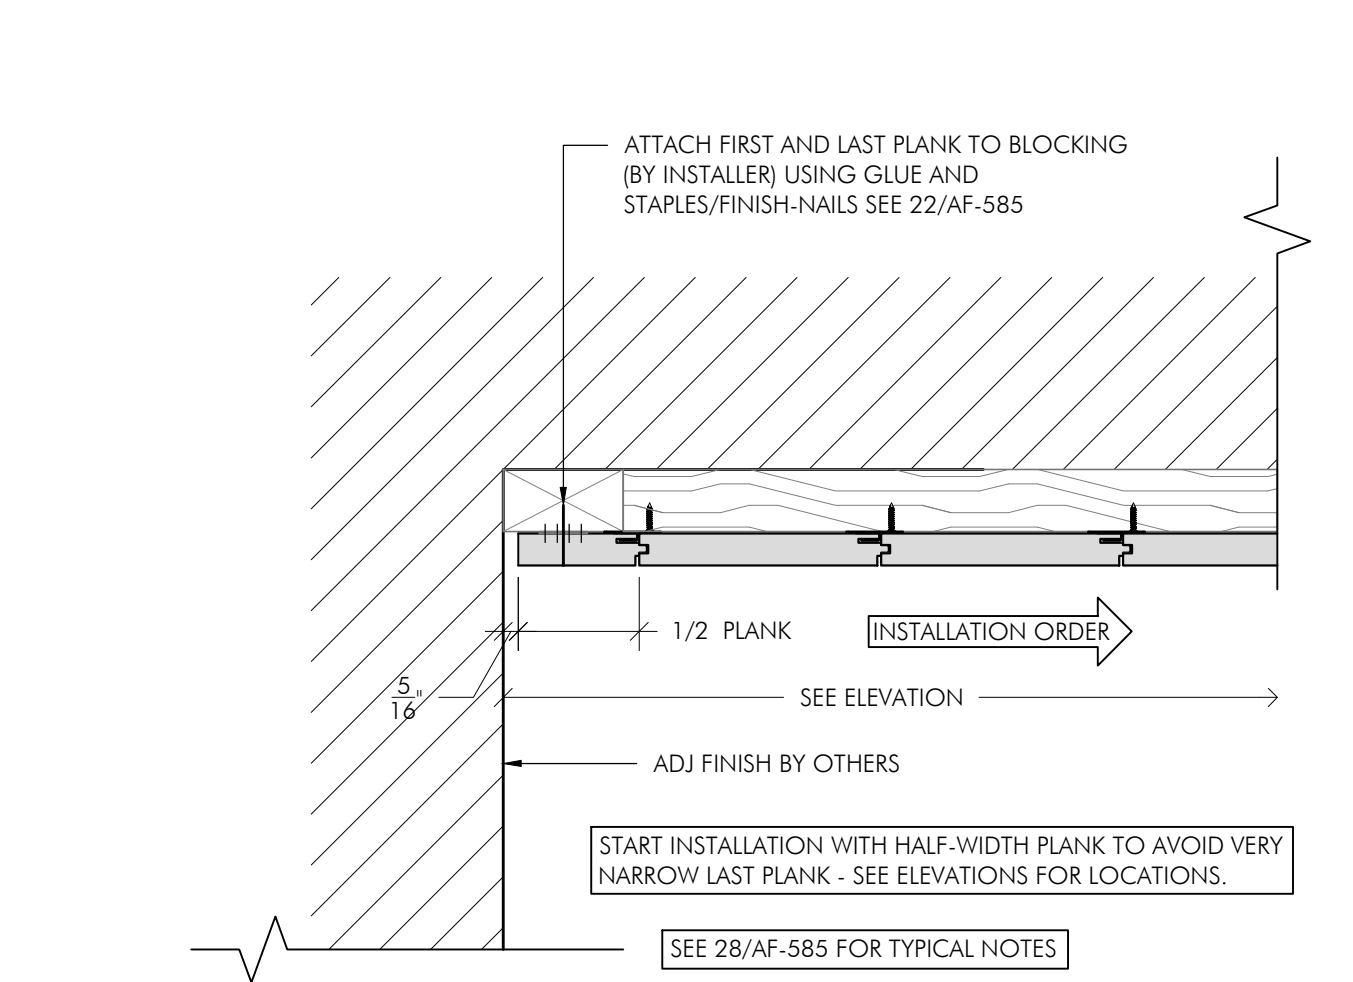 ATTACH FIRST AND LAST PLANK TO BLOCKING
(BY INSTALLER) USING GLUE AND
STAPLES/FINISH-NAILS SEE 22/AF-585
1/2 PLANK
INSTALLATION ORDER
5/16"
SEE ELEVATION
ADJ FINISH BY OTHERS
START INSTALLATION WITH HALF-WIDTH PLANK TO AVOID VERY
NARROW LAST PLANK - SEE ELEVATIONS FOR LOCATIONS.
SEE 28/AF-585 FOR TYPICAL NOTES